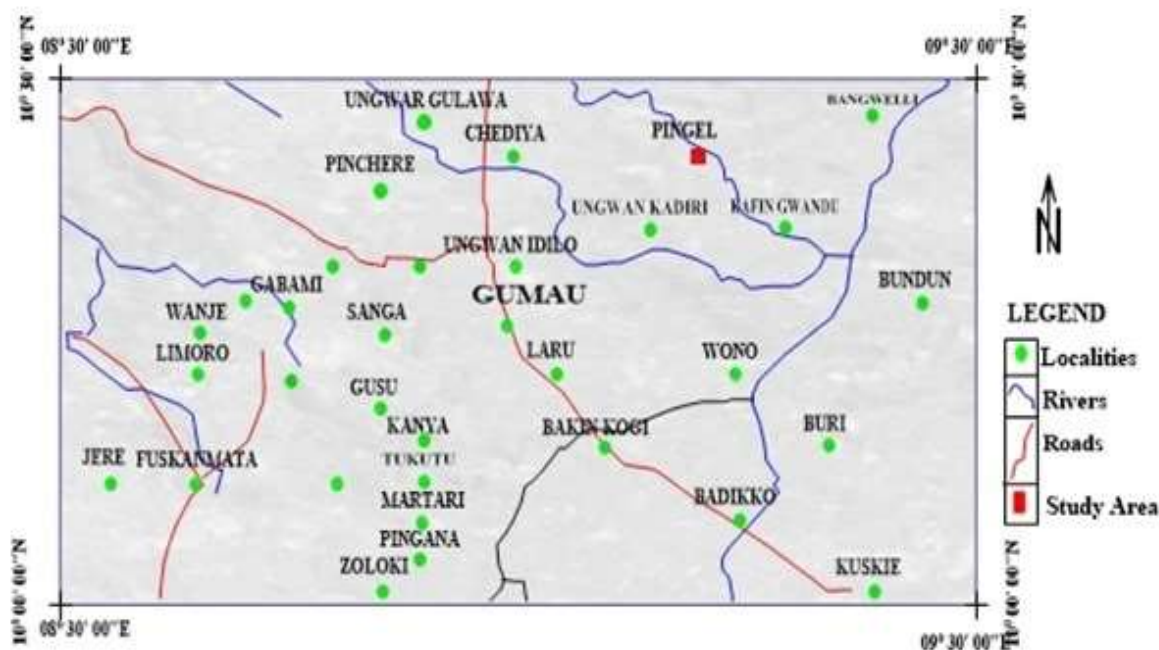 08° 30' 00"E
09° 30' 00"E
10° 30' 00"N
10° 30' 00"N
UNGWAR GULAWA
BANGWELLI
CHEDIYA
PINGEL
PINCHERE
UNGWAN KADIRI
KAFIN GWANDU
N
UNGWAN IDILO
GABAMI
GUMAU
BUNDUN
WANJE
SANGA
LEGEND
LIMORO
LARU
WONO
Localities
GUSU
Rivers
KANYA
BAKIN KOGI
BURI
JERE
FUSKANMATA
TUKUTU
Roads
MARTARI
BADIKKO
Study Area
PINGANA
ZOLOKI
KUSKIE
10° 00' 00"N
10° 00' 00"N
08° 30' 00"E
09° 30' 00"E